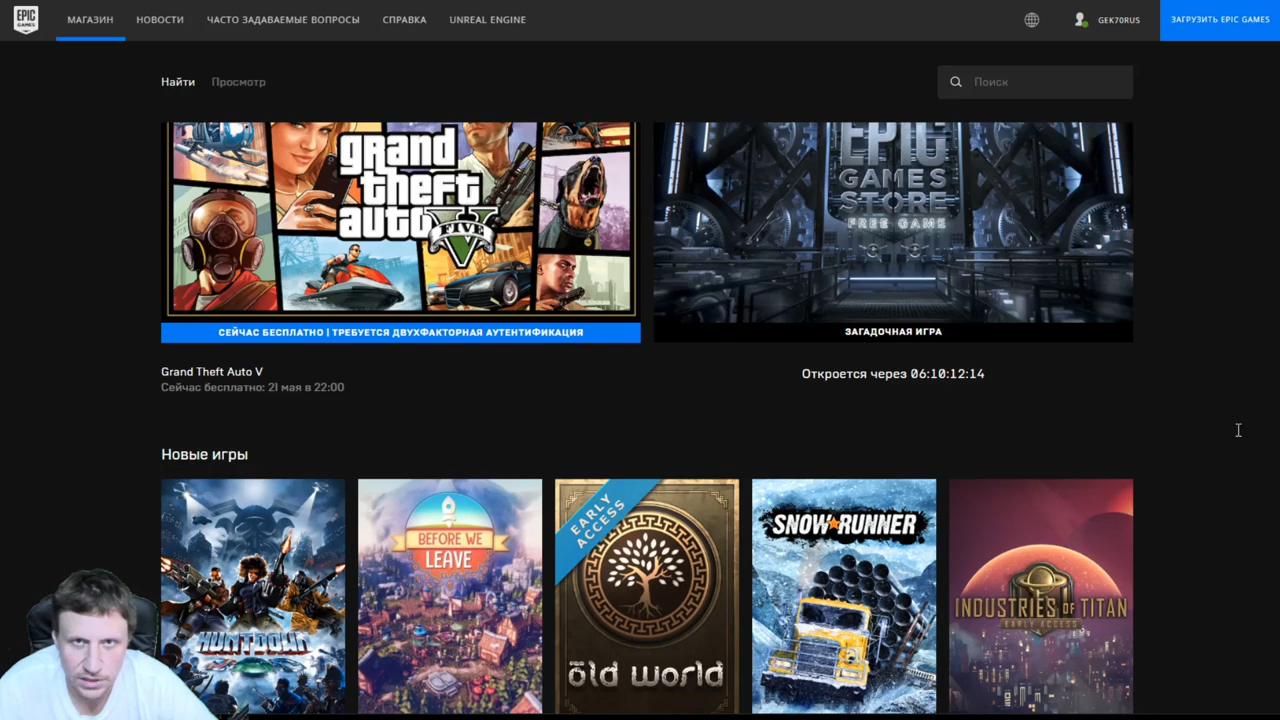 EPIC GAMES
МАГАЗИН
НОВОСТИ
ЧАСТО ЗАДАВАЕМЫЕ ВОПРОСЫ
СПРАВКА
UNREAL ENGINE
GEK70RUS
ЗАГРУЗИТЬ EPIC GAMES
Найти
Просмотр
Поиск
grand
theft
auto
FIVE
EPIC
GAMES
STORE
FREE GAME
СЕЙЧАС БЕСПЛАТНО | ТРЕБУЕТСЯ ДВУХФАКТОРНАЯ АУТЕНТИФИКАЦИЯ
ЗАГАДОЧНАЯ ИГРА
Grand Theft Auto V
Сейчас бесплатно: 21 мая в 22:00
Откроется через 06:10:12:14
Новые игры
HUNTDOWN
BEFORE WE
LEAVE
EARLY
ACCESS
old world
SNOWRUNNER
INDUSTRIES OF TITAN
EARLY ACCESS